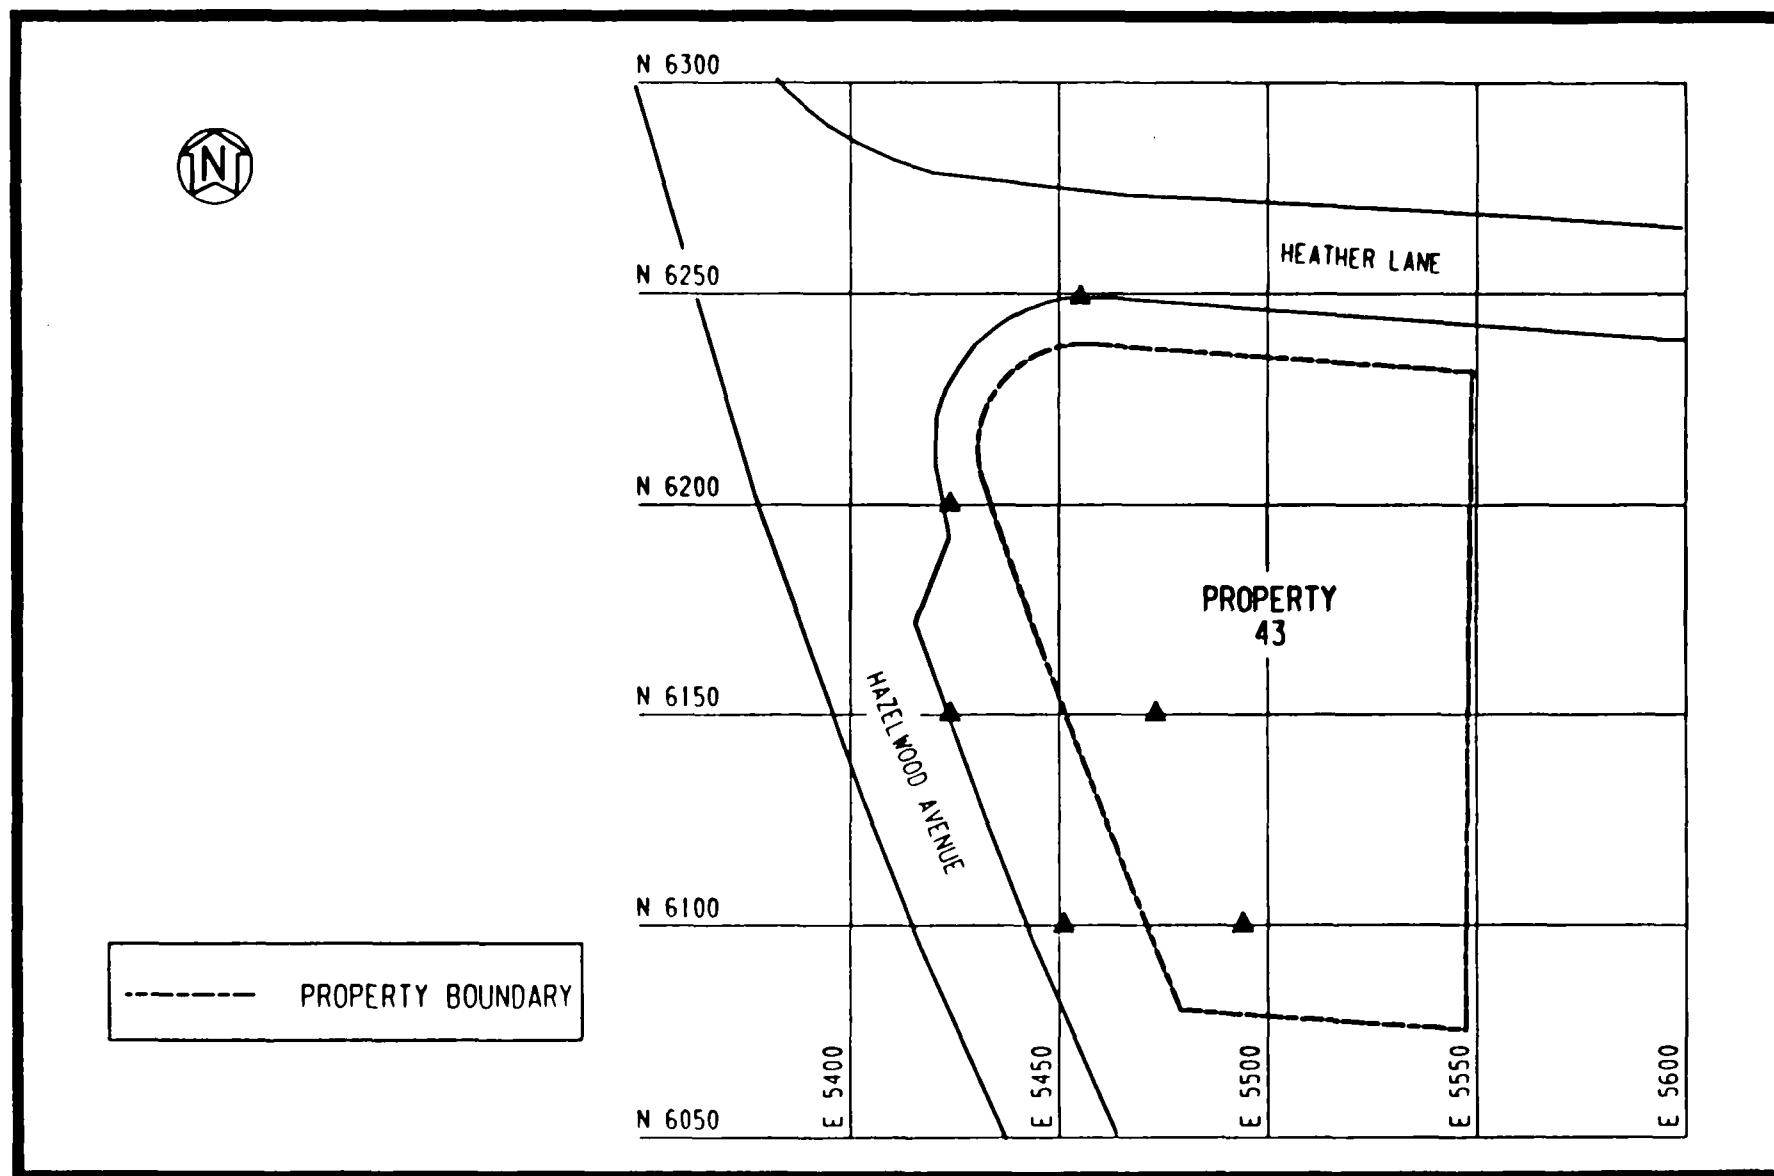 N 6300
N
HEATHER LANE
N 6250
N 6200
PROPERTY
43
N 6150
HAZELWOOD AVENUE
N 6100
PROPERTY BOUNDARY
E 5400
E 5450
E 5500
E 5550
E 5600
N 6050